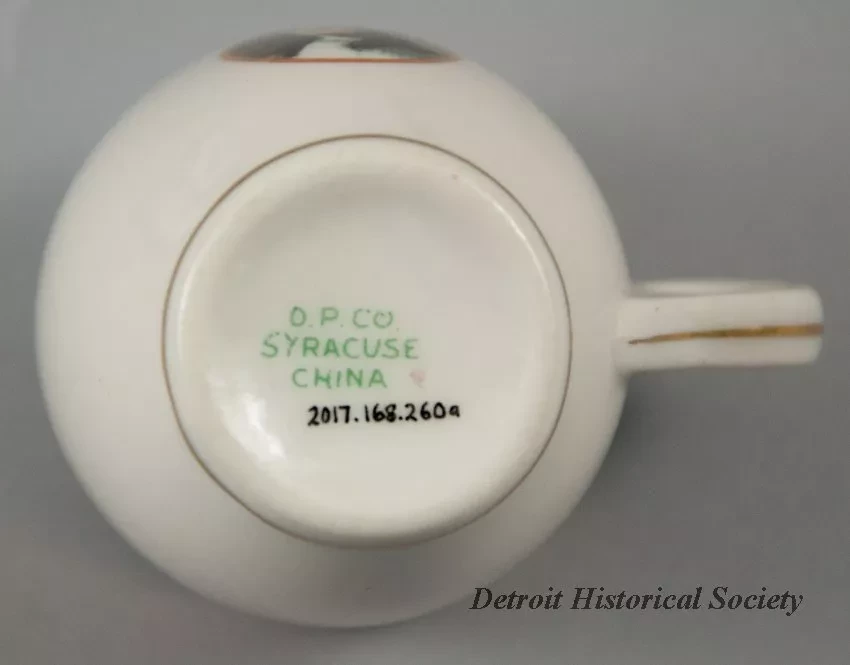 O.P.CO.
SYRACUSE
CHINA
2017.168.260a
Detroit Historical Society